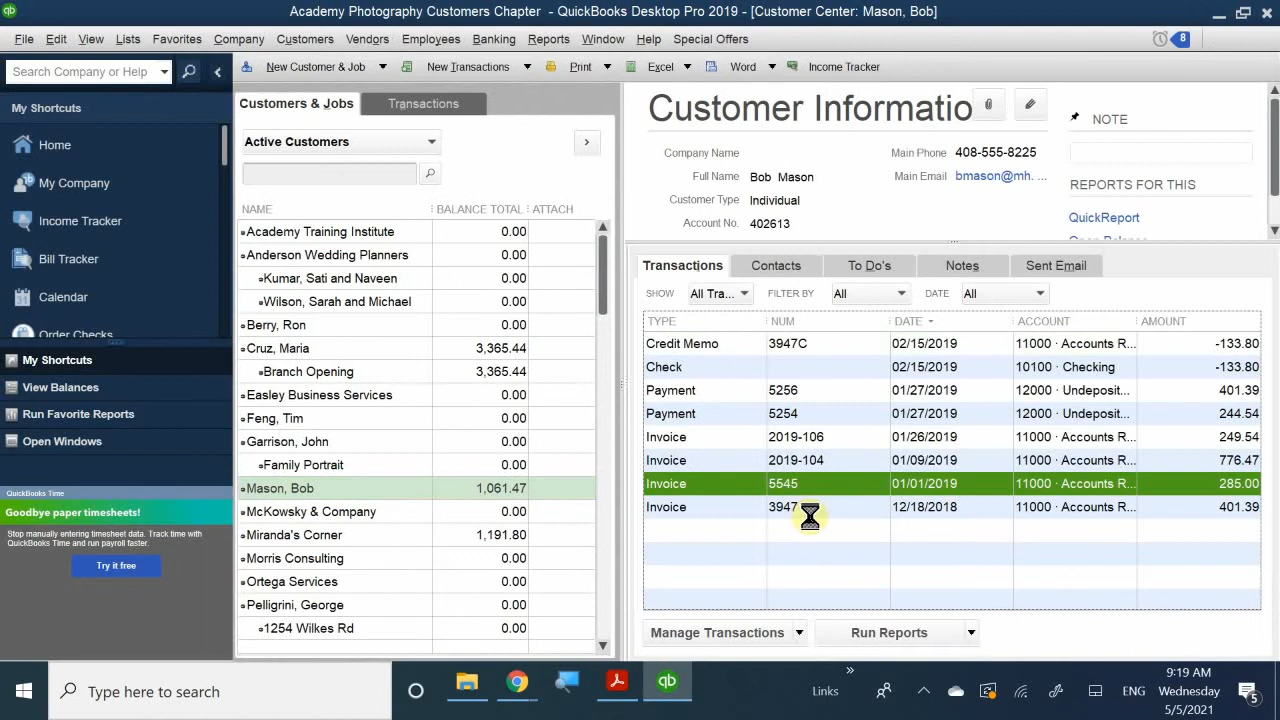 Academy Photography Customers Chapter - QuickBooks Desktop Pro 2019 - [Customer Center: Mason, Bob]
File Edit View Lists Favorites Company Customers Vendors Employees Banking Reports Window Help Special Offers 8
Search Company or Help
New Customer & Job New Transactions Print Excel Word Income Tracker
My Shortcuts
Home
My Company
Income Tracker
Bill Tracker
Calendar
Order Checks
My Shortcuts
View Balances
Run Favorite Reports
Open Windows
QuickBooks Time
Goodbye paper timesheets!
Stop manually entering timesheet data. Track time with
QuickBooks Time and run payroll faster.
Try it free
Customers & Jobs Transactions
Active Customers
NAME BALANCE TOTAL ATTACH
Academy Training Institute 0.00
Anderson Wedding Planners 0.00
Kumar, Sati and Naveen 0.00
Wilson, Sarah and Michael 0.00
Berry, Ron 0.00
Cruz, Maria 3,365.44
Branch Opening 3,365.44
Easley Business Services 0.00
Feng, Tim 0.00
Garrison, John 0.00
Family Portrait 0.00
Mason, Bob 1,061.47
McKowsky & Company 0.00
Miranda's Corner 1,191.80
Morris Consulting 0.00
Ortega Services 0.00
Pelligrini, George 0.00
1254 Wilkes Rd 0.00
Customer Informatio
Company Name
Full Name Bob Mason
Customer Type Individual
Account No. 402613
Main Phone 408-555-8225
Main Email bmason@mh. ...
NOTE
REPORTS FOR THIS
QuickReport
Transactions Contacts To Do's Notes Sent Email
SHOW All Tra... FILTER BY All DATE All
TYPE NUM DATE ACCOUNT AMOUNT
Credit Memo 3947C 02/15/2019 11000 · Accounts R... -133.80
Check 02/15/2019 10100 · Checking -133.80
Payment 5256 01/27/2019 12000 · Undeposit... 401.39
Payment 5254 01/27/2019 12000 · Undeposit... 244.54
Invoice 2019-106 01/26/2019 11000 · Accounts R... 249.54
Invoice 2019-104 01/09/2019 11000 · Accounts R... 776.47
Invoice 5545 01/01/2019 11000 · Accounts R... 285.00
Invoice 3947 12/18/2018 11000 · Accounts R... 401.39
Manage Transactions Run Reports
Type here to search
Links
ENG
9:19 AM
Wednesday
5/5/2021
5